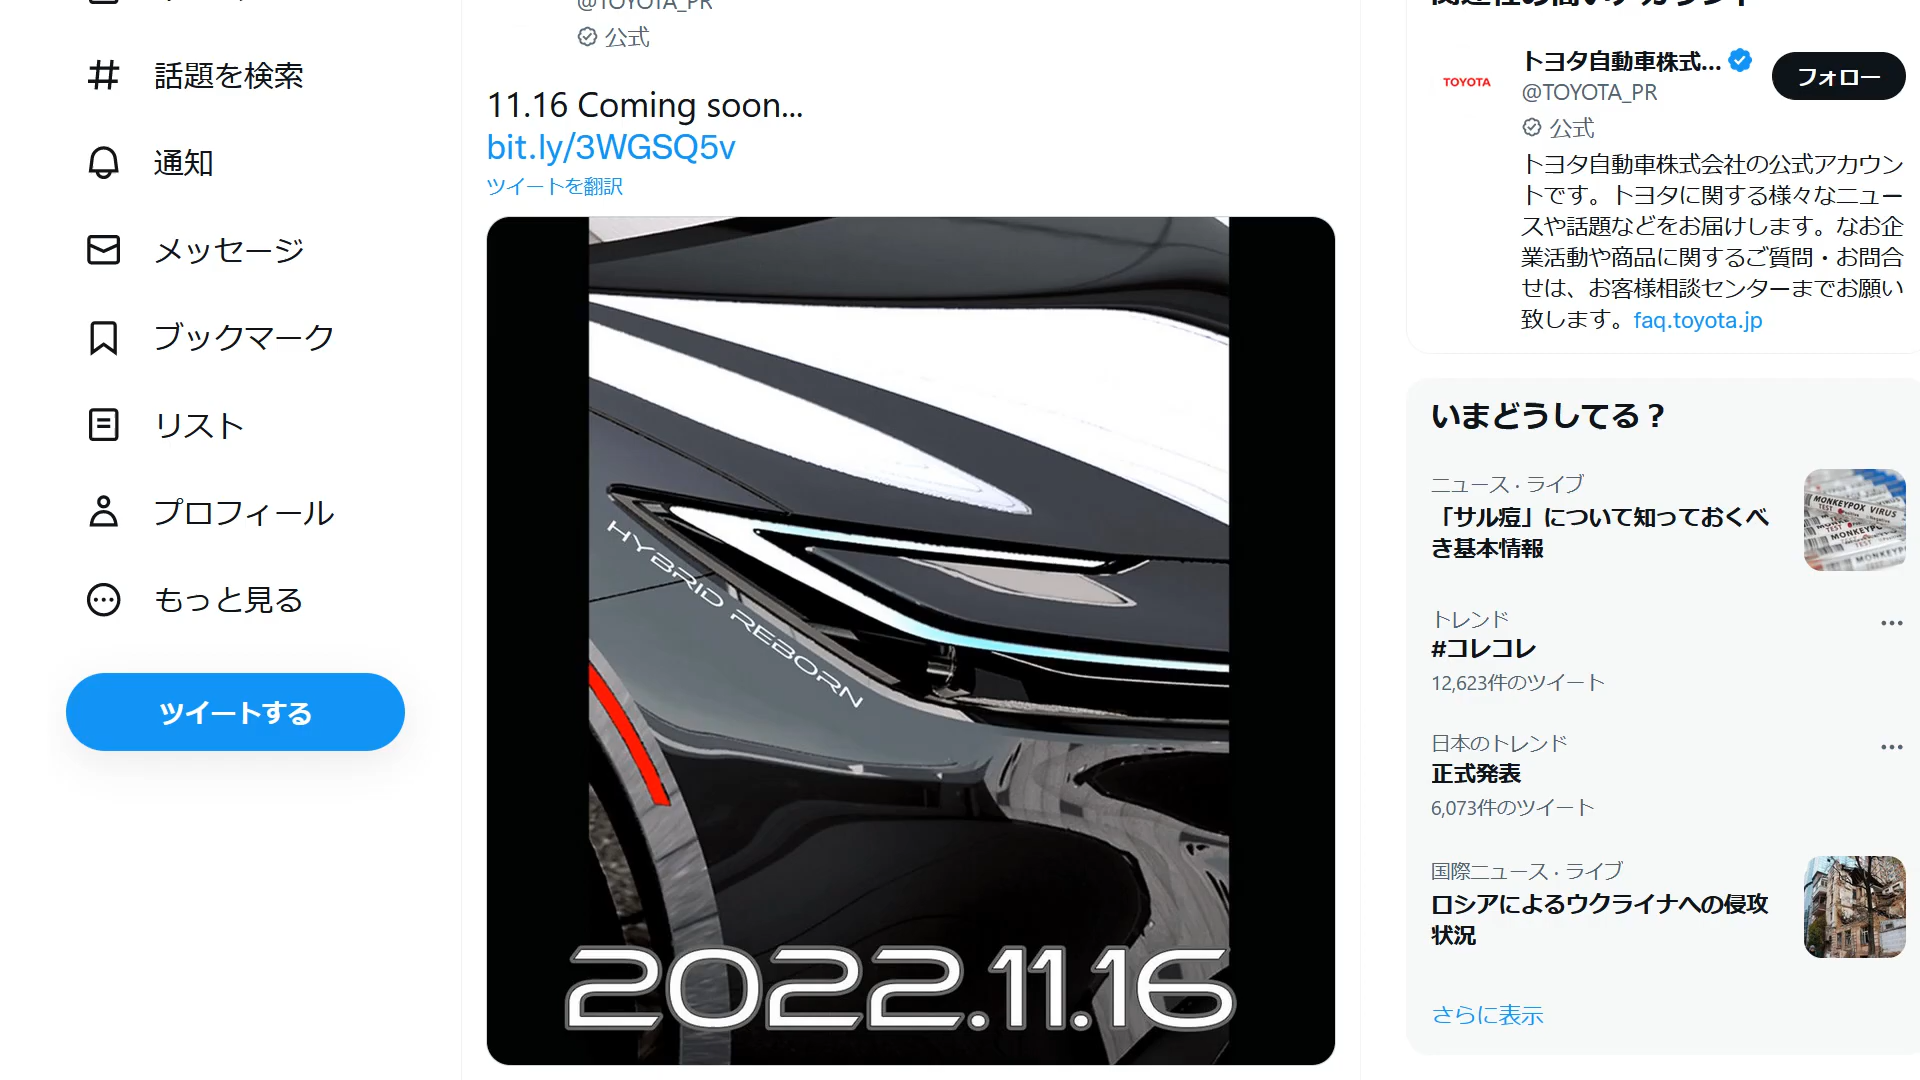 話題を検索
通知
メッセージ
ブックマーク
リスト
プロフィール
もっと見る
ツイートする
@TOYOTA_PR
公式
11.16 Coming soon...
bit.ly/3WGSQ5v
ツイートを翻訳
HYBRID REBORN
2022.11.16
トヨタ自動車株式...
フォロー
TOYOTA
@TOYOTA_PR
公式
トヨタ自動車株式会社の公式アカウン
トです。トヨタに関する様々なニュー
スや話題などをお届けします。なお企
業活動や商品に関するご質問・お問合
せは、お客様相談センターまでお願い
致します。faq.toyota.jp
いまどうしてる？
ニュース · ライブ
「サル痘」について知っておくべ
き基本情報
MONKEYPOX VIRUS
TEST
トレンド
#コレコレ
12,623件のツイート
日本のトレンド
正式発表
6,073件のツイート
国際ニュース · ライブ
ロシアによるウクライナへの侵攻
状況
さらに表示